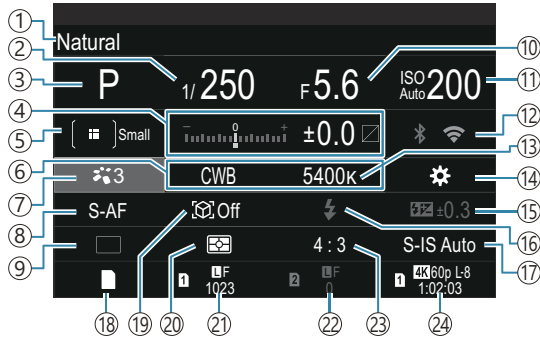 ①
Natural
②
③ P 1/ 250 F5.6 ⑩ ISO Auto 200 ⑪
④
⑤ Small − 0 + ±0.0 ⑫
⑥ CWB 5400K ⑬
⑦ 3 ⑭
⑧ S-AF Off ±0.3 ⑮
⑯
⑨ 4 : 3 S-IS Auto ⑰
1 LF 1023 2 LF 0 1 4K 60p L-8 1:02:03
⑱ ⑲ ⑳ ㉑ ㉒ ㉓ ㉔